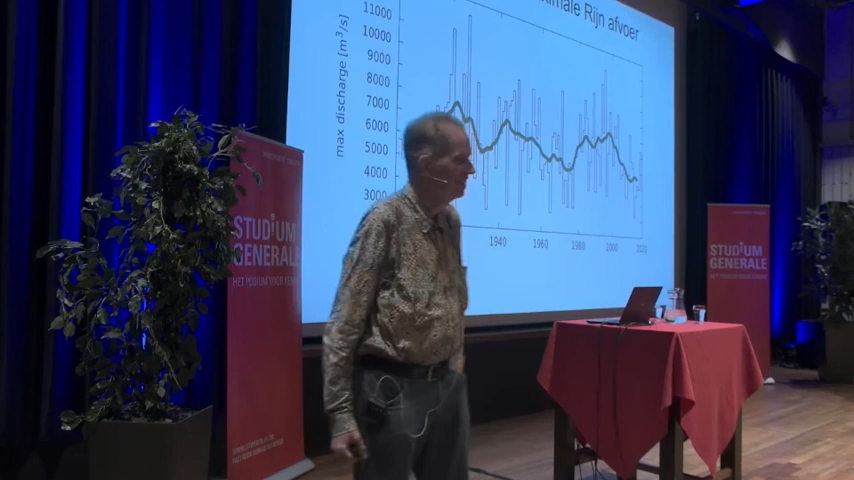 male Rijn afvoer
max discharge [m³/s]
11000
10000
9000
8000
7000
6000
5000
4000
3000
1940
1960
1980
2000
2020
STUDIUM
GENERALE
HET PODIUM VOOR
STUDIUM
GENERALE
HET PODIUM VOOR